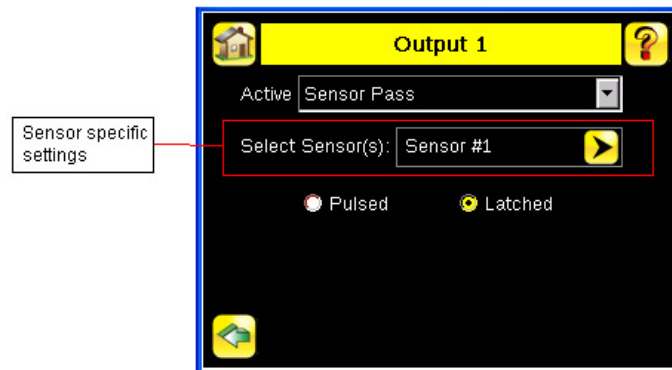 Output 1
?
Active Sensor Pass
Sensor specific
settings
Select Sensor(s): Sensor #1
Pulsed Latched